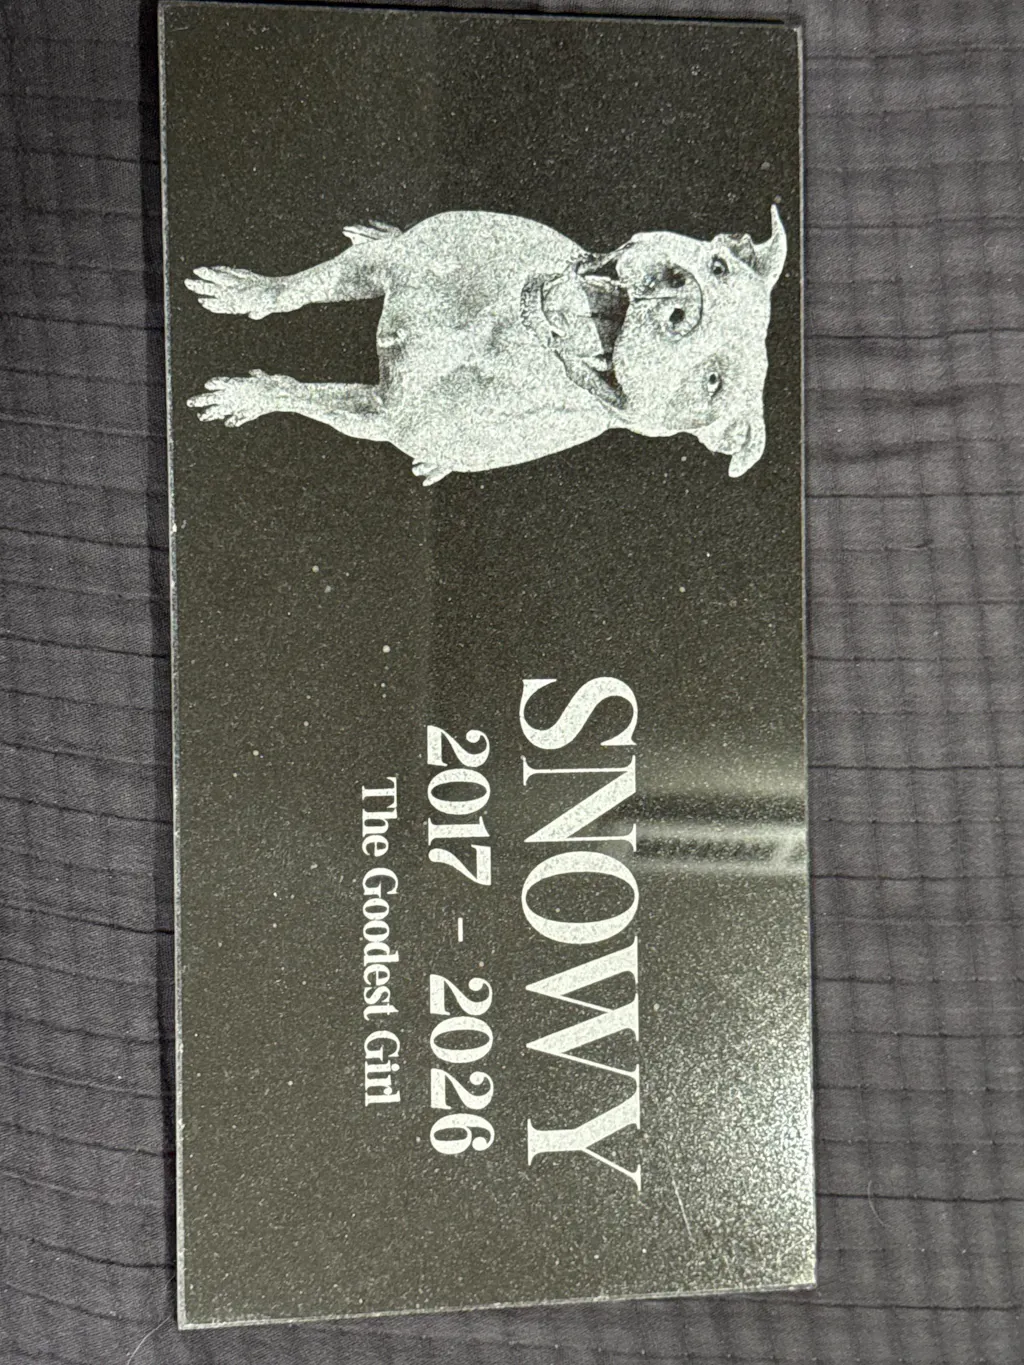 SNOWY
2017 - 2026
The Goodest Girl